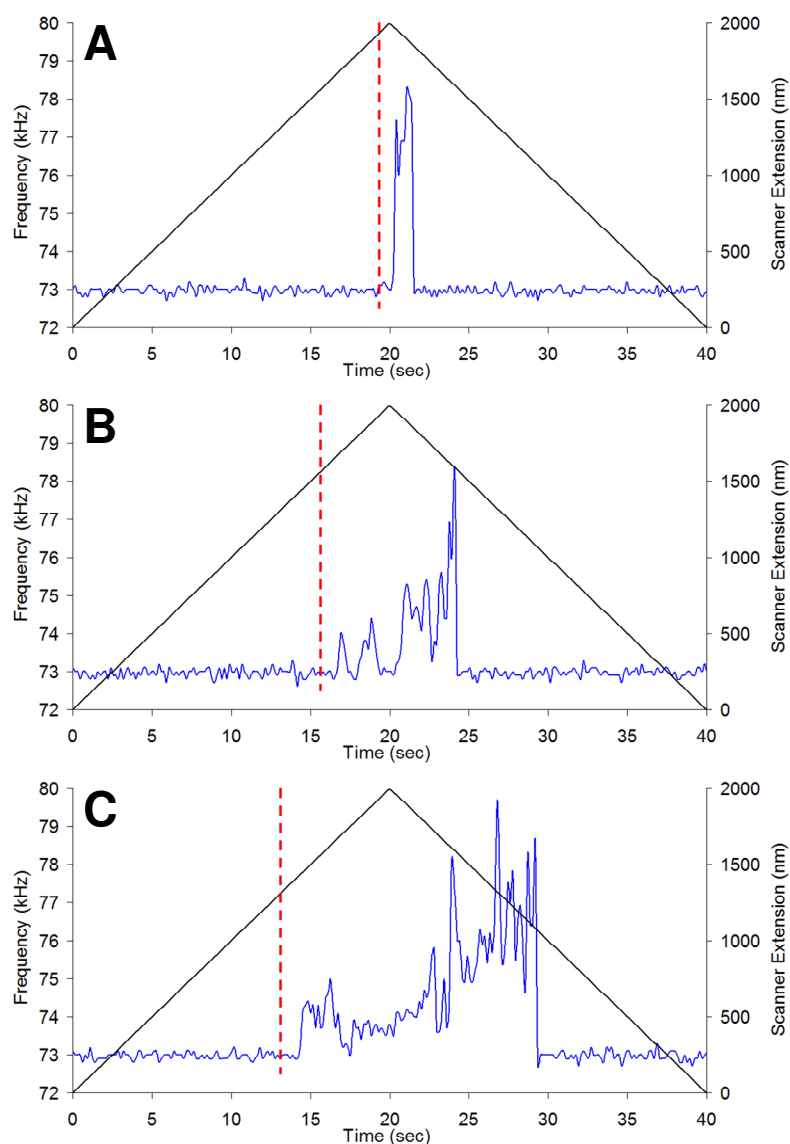 A
80
79
78
77
76
75
74
73
72
Frequency (kHz)
2000
1500
1000
500
0
Scanner Extension (nm)
0 5 10 15 20 25 30 35 40
Time (sec)
B
80
79
78
77
76
75
74
73
72
Frequency (kHz)
2000
1500
1000
500
0
Scanner Extension (nm)
0 5 10 15 20 25 30 35 40
Time (sec)
C
80
79
78
77
76
75
74
73
72
Frequency (kHz)
2000
1500
1000
500
0
Scanner Extension (nm)
0 5 10 15 20 25 30 35 40
Time (sec)